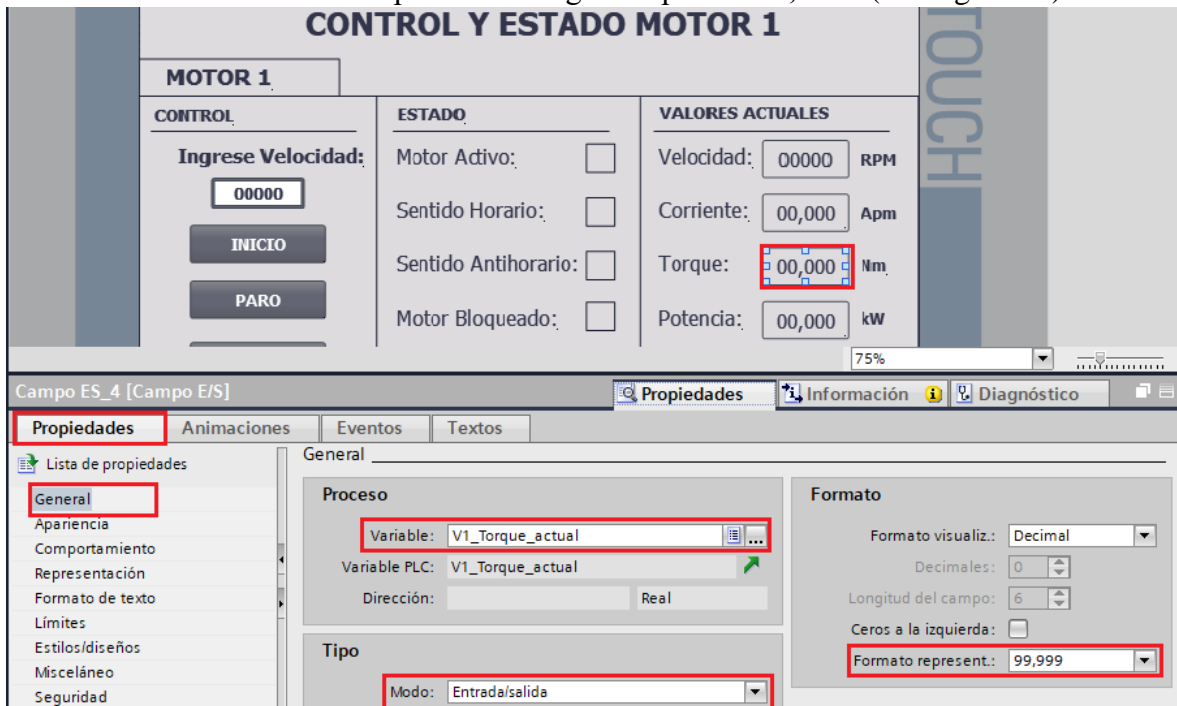 CONTROL Y ESTADO MOTOR 1
TOUCH
MOTOR 1
CONTROL
Ingrese Velocidad:
00000
INICIO
PARO
ESTADO
Motor Activo:
Sentido Horario:
Sentido Antihorario:
Motor Bloqueado:
VALORES ACTUALES
Velocidad: 00000 RPM
Corriente: 00,000 Apm
Torque: 00,000 Nm
Potencia: 00,000 kW
75%
Campo ES_4 [Campo E/S]
Propiedades Información Diagnóstico
Propiedades Animaciones Eventos Textos
Lista de propiedades
General
Apariencia
Comportamiento
Representación
Formato de texto
Límites
Estilos/diseños
Misceláneo
Seguridad
General
Proceso
Variable: V1_Torque_actual ...
Variable PLC: V1_Torque_actual
Dirección: Real
Tipo
Modo: Entrada/salida
Formato
Formato visualiz.: Decimal
Decimales: 0
Longitud del campo: 6
Ceros a la izquierda:
Formato represent.: 99,999